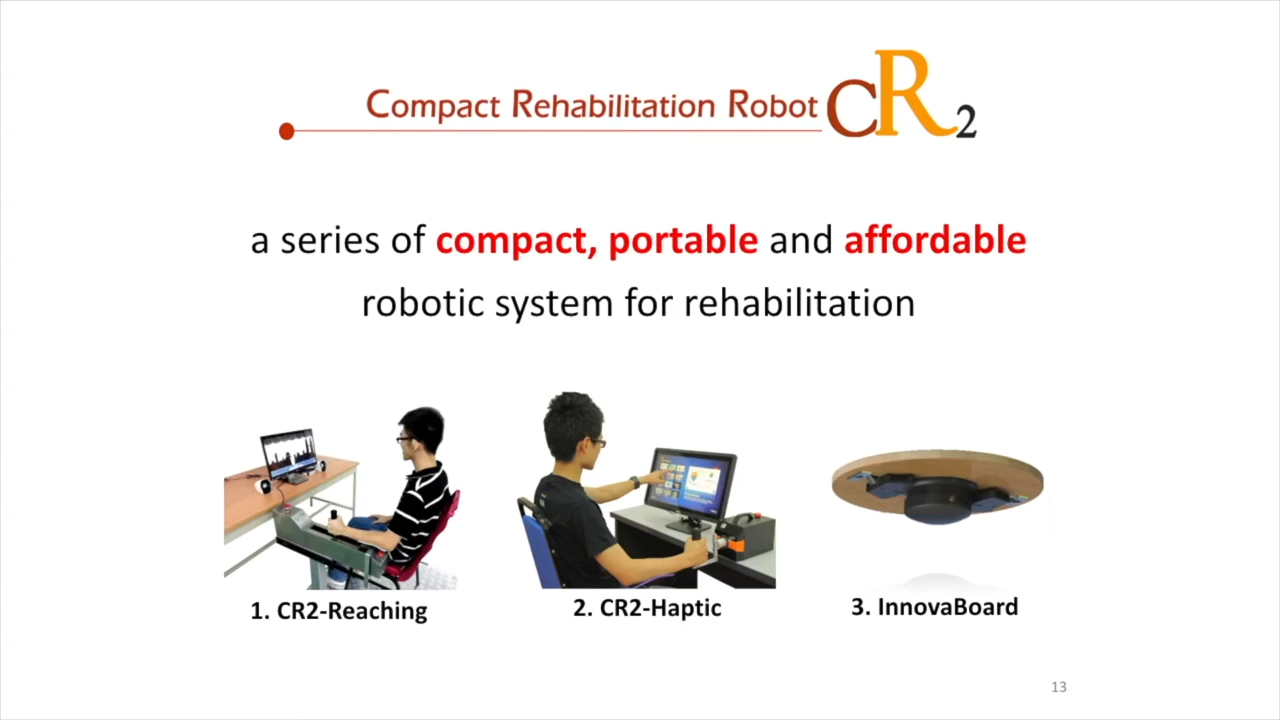 Compact Rehabilitation Robot CR2
a series of compact, portable and affordable
robotic system for rehabilitation
1. CR2-Reaching
2. CR2-Haptic
3. InnovaBoard
13